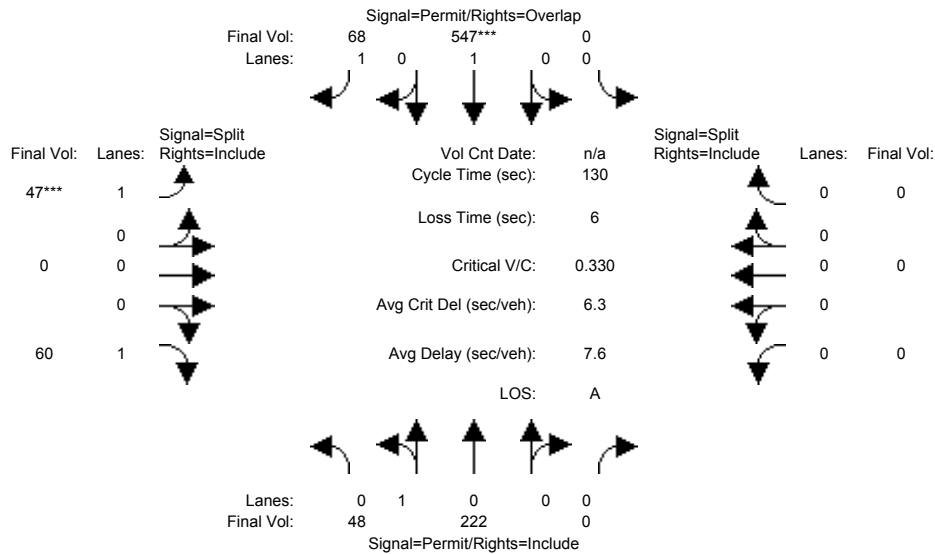 Signal=Permit/Rights=Overlap
Final Vol: 68 547*** 0
Lanes: 1 0 1 0 0
Signal=Split Signal=Split
Final Vol: Lanes: Rights=Include Vol Cnt Date: n/a Rights=Include Lanes: Final Vol:
Cycle Time (sec): 130
47*** 1 0 0
Loss Time (sec): 6
0 0
0 0 Critical V/C: 0.330 0 0
0 Avg Crit Del (sec/veh): 6.3 0
60 1 Avg Delay (sec/veh): 7.6 0 0
LOS: A
Lanes: 0 1 0 0 0
Final Vol: 48 222 0
Signal=Permit/Rights=Include